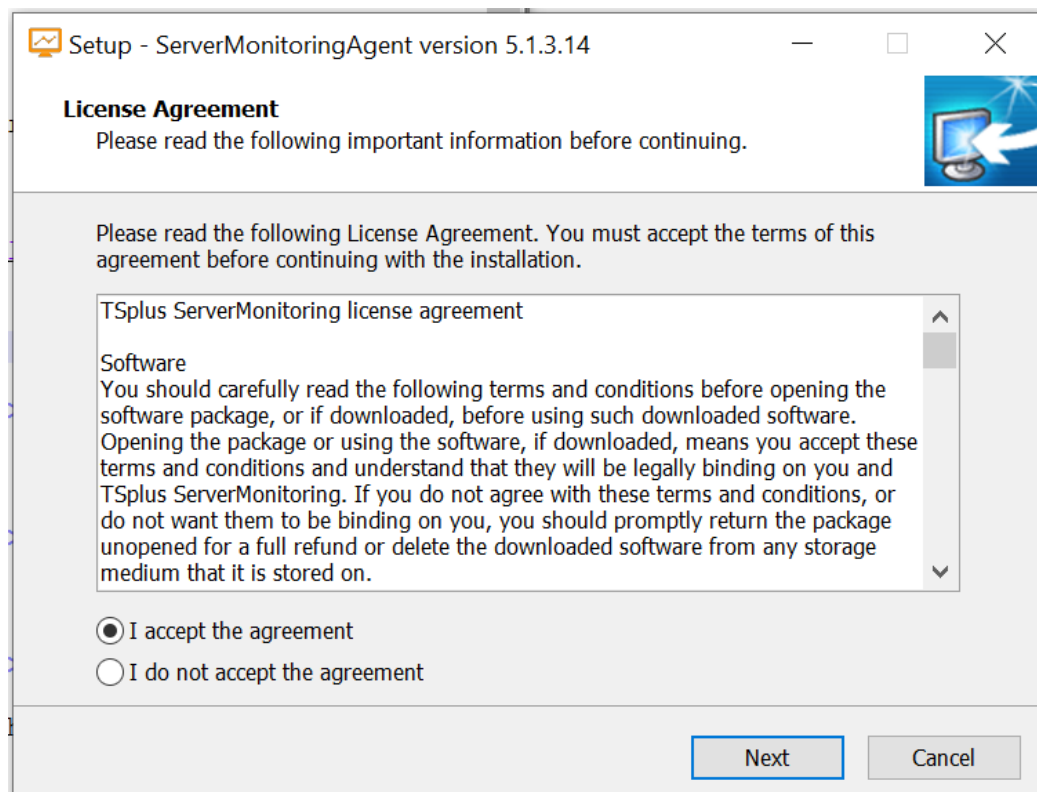 Setup - ServerMonitoringAgent version 5.1.3.14
License Agreement
Please read the following important information before continuing.
Please read the following License Agreement. You must accept the terms of this
agreement before continuing with the installation.
TSplus ServerMonitoring license agreement
Software
You should carefully read the following terms and conditions before opening the
software package, or if downloaded, before using such downloaded software.
Opening the package or using the software, if downloaded, means you accept these
terms and conditions and understand that they will be legally binding on you and
TSplus ServerMonitoring. If you do not agree with these terms and conditions, or
do not want them to be binding on you, you should promptly return the package
unopened for a full refund or delete the downloaded software from any storage
medium that it is stored on.
I accept the agreement
I do not accept the agreement
Next
Cancel